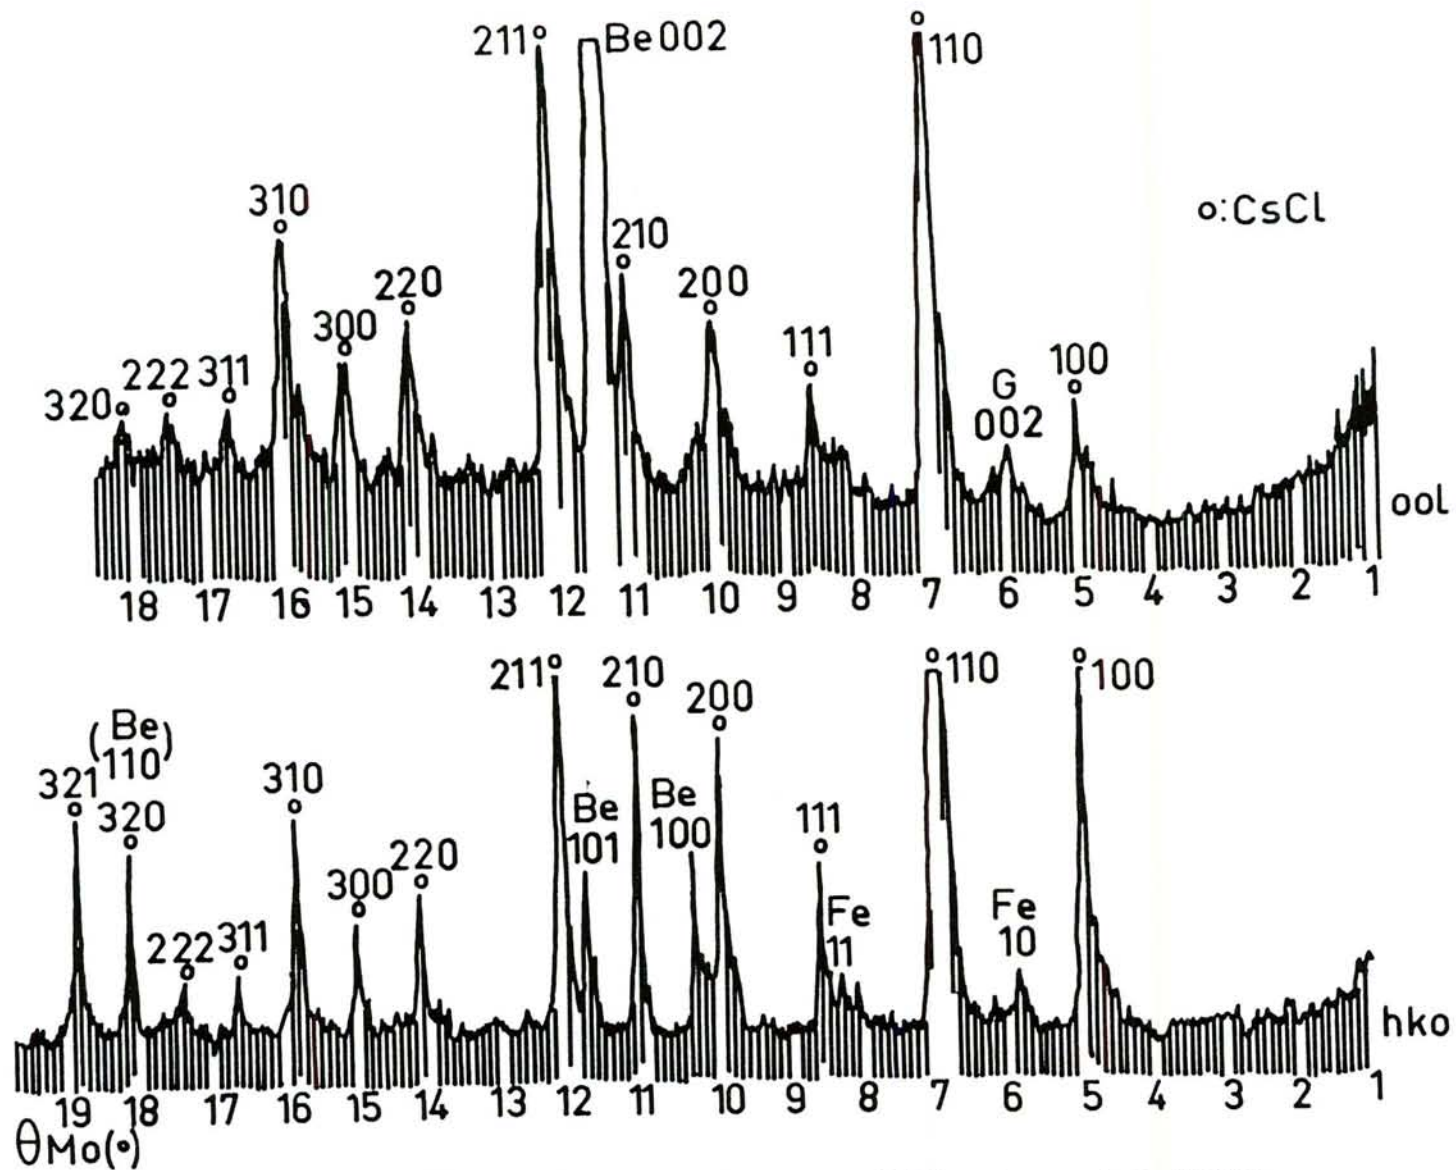 211° Be 002 110
310
o:CsCl
210
220 200
300 111
320 222 311 G 002 100
ool
18 17 16 15 14 13 12 11 10 9 8 7 6 5 4 3 2 1
211° 210 110 100
200
(Be 110)
321 320 310 Be 101 Be 100 111
220
300 Fe 11 Fe 10
222 311
hko
19 18 17 16 15 14 13 12 11 10 9 8 7 6 5 4 3 2 1
θMo(°)